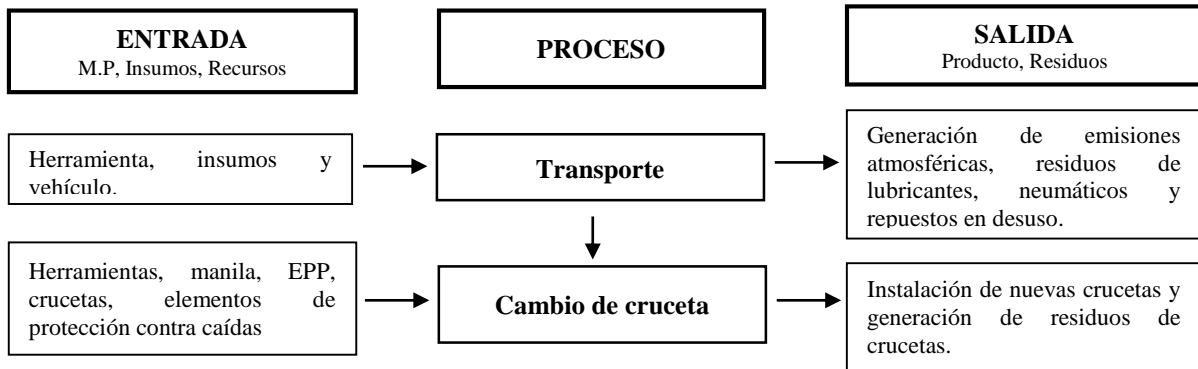 ENTRADA
M.P, Insumos, Recursos
PROCESO
SALIDA
Producto, Residuos
Herramienta, insumos y
vehículo.
Transporte
Generación de emisiones
atmosféricas, residuos de
lubricantes, neumáticos y
repuestos en desuso.
Herramientas, manila, EPP,
crucetas, elementos de
protección contra caídas
Cambio de cruceta
Instalación de nuevas crucetas y
generación de residuos de
crucetas.